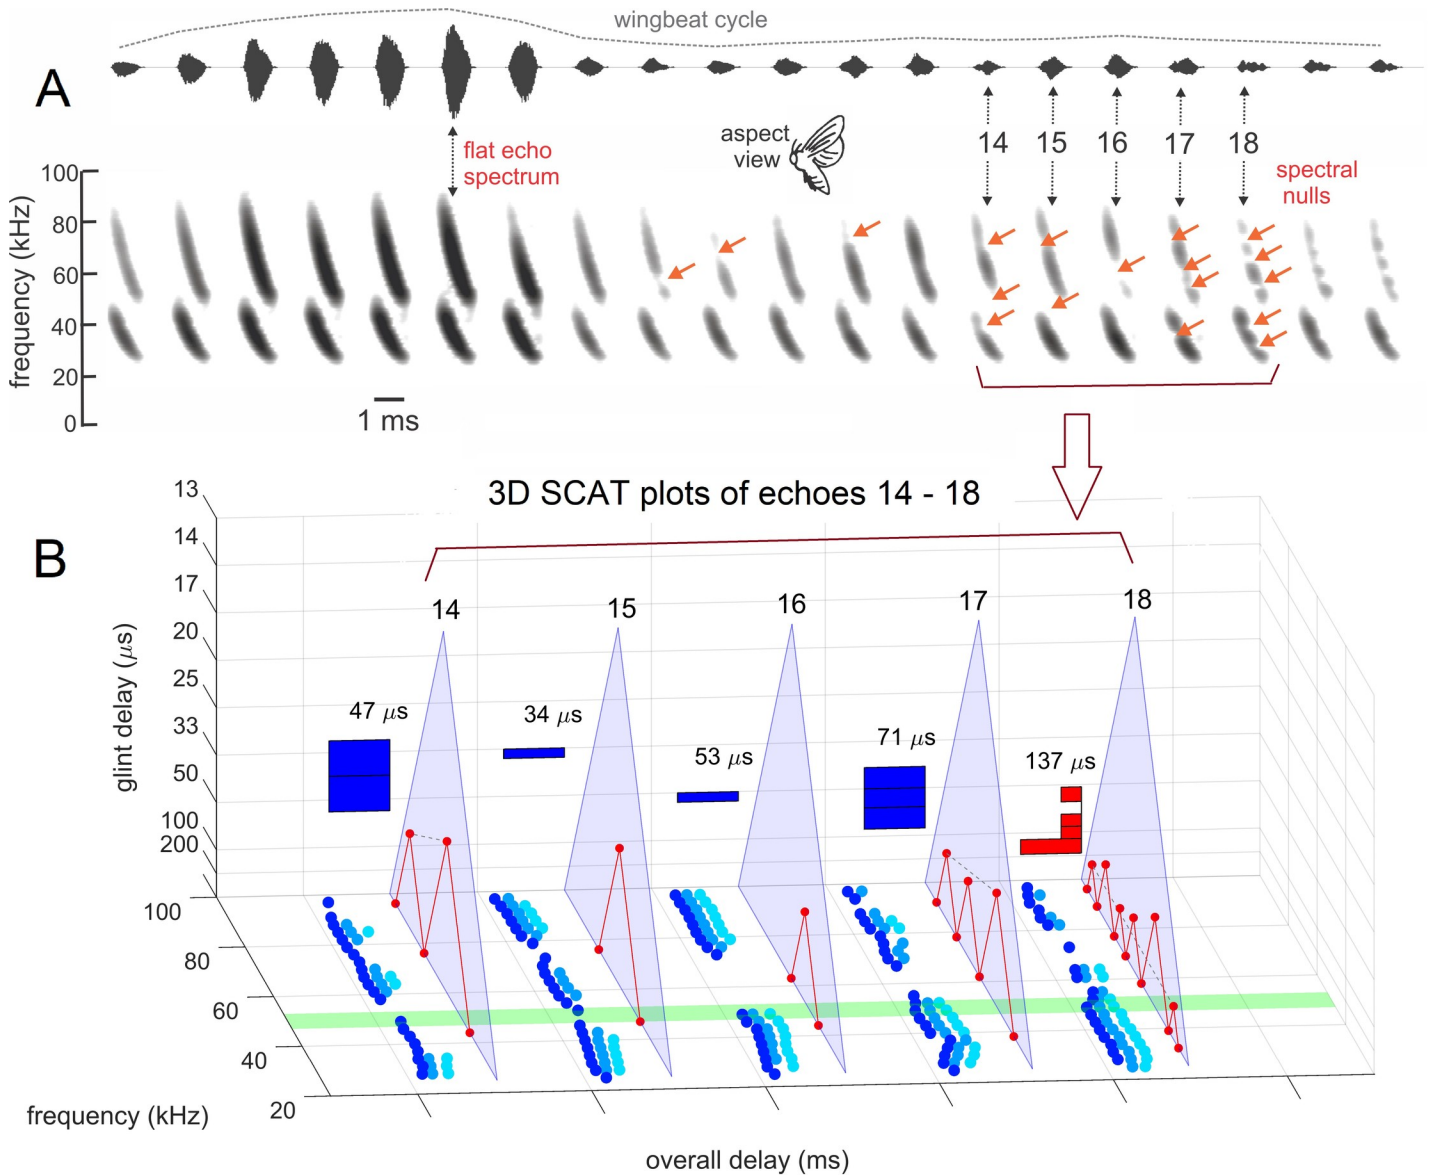 wingbeat cycle
A
flat echo
spectrum
aspect
view
14 15 16 17 18
spectral
nulls
100
80
60
40
20
0
frequency (kHz)
1 ms
3D SCAT plots of echoes 14 - 18
B
13
14
17
20
25
33
50
100
200
glint delay (μs)
14 15 16 17 18
47 μs
34 μs
53 μs
71 μs
137 μs
100
80
60
40
20
frequency (kHz)
overall delay (ms)